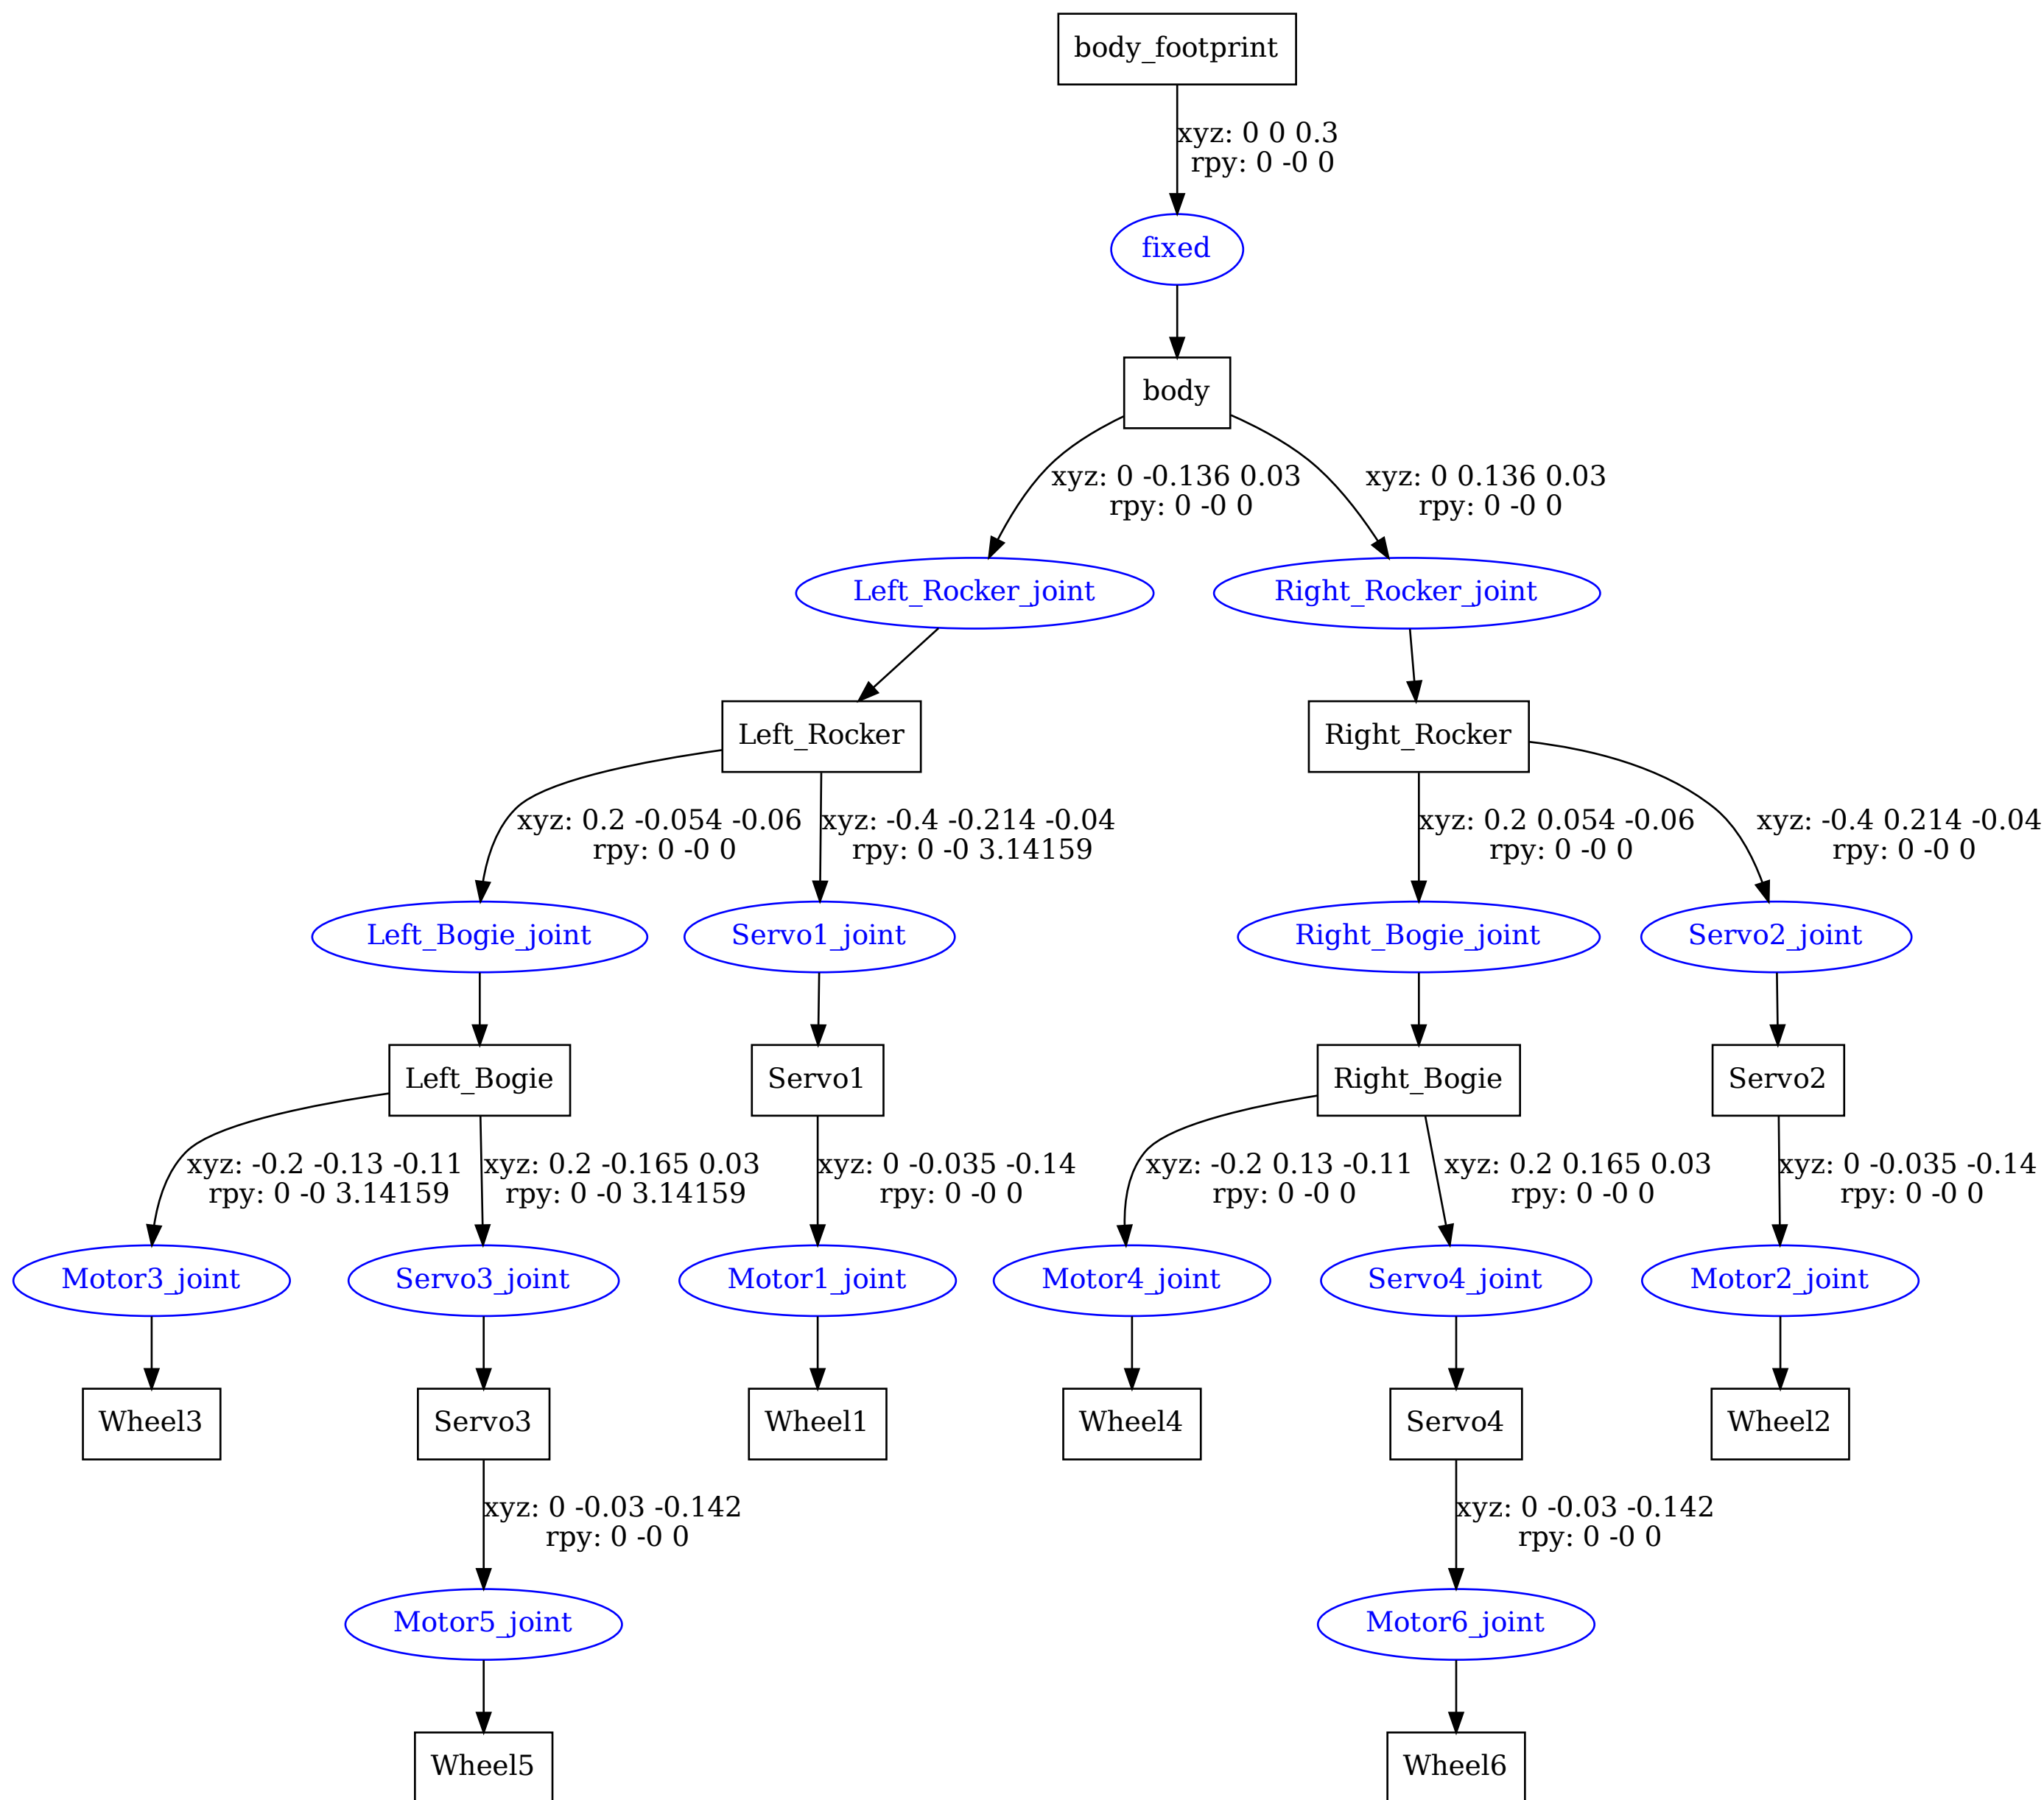 body_footprint
xyz: 0 0 0.3
rpy: 0 -0 0
fixed
body
xyz: 0 -0.136 0.03
rpy: 0 -0 0
xyz: 0 0.136 0.03
rpy: 0 -0 0
Left_Rocker_joint
Right_Rocker_joint
Left_Rocker
Right_Rocker
xyz: 0.2 -0.054 -0.06
rpy: 0 -0 0
xyz: -0.4 -0.214 -0.04
rpy: 0 -0 3.14159
xyz: 0.2 0.054 -0.06
rpy: 0 -0 0
xyz: -0.4 0.214 -0.04
rpy: 0 -0 0
Left_Bogie_joint
Servo1_joint
Right_Bogie_joint
Servo2_joint
Left_Bogie
Servo1
Right_Bogie
Servo2
xyz: -0.2 -0.13 -0.11
rpy: 0 -0 3.14159
xyz: 0.2 -0.165 0.03
rpy: 0 -0 3.14159
xyz: 0 -0.035 -0.14
rpy: 0 -0 0
xyz: -0.2 0.13 -0.11
rpy: 0 -0 0
xyz: 0.2 0.165 0.03
rpy: 0 -0 0
xyz: 0 -0.035 -0.14
rpy: 0 -0 0
Motor3_joint
Servo3_joint
Motor1_joint
Motor4_joint
Servo4_joint
Motor2_joint
Wheel3
Servo3
Wheel1
Wheel4
Servo4
Wheel2
xyz: 0 -0.03 -0.142
rpy: 0 -0 0
xyz: 0 -0.03 -0.142
rpy: 0 -0 0
Motor5_joint
Motor6_joint
Wheel5
Wheel6